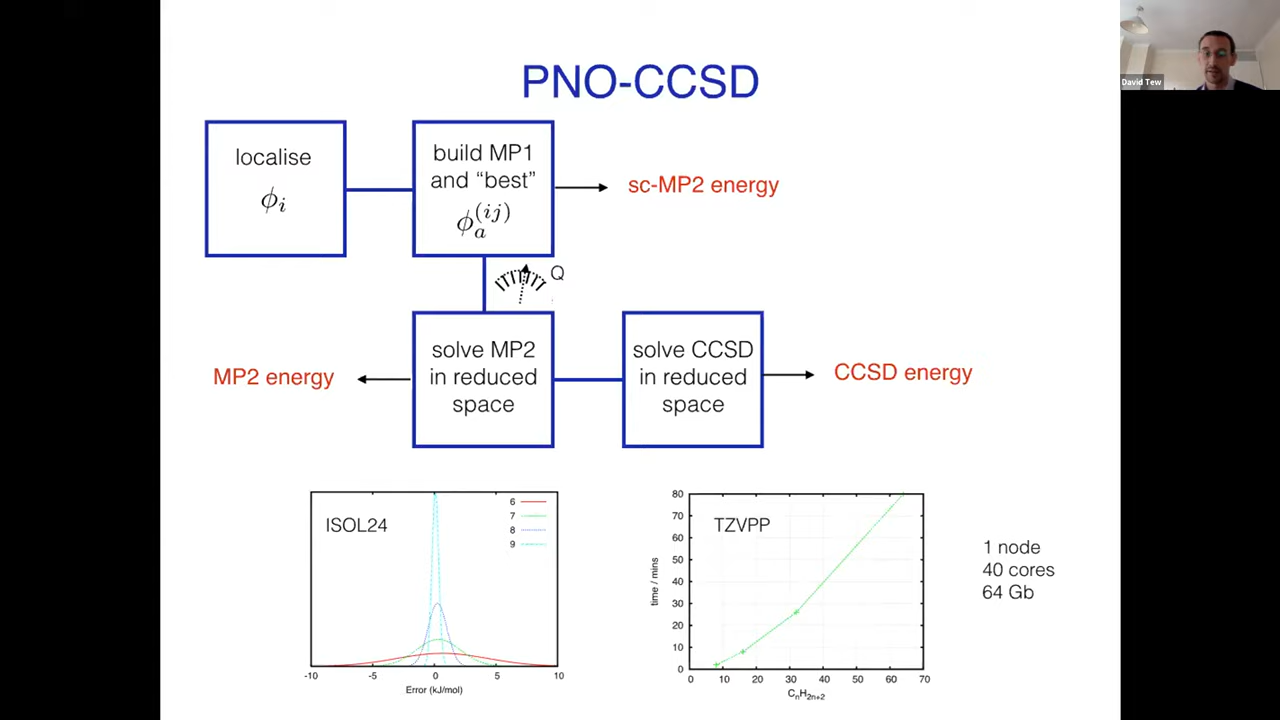 PNO-CCSD
David Tew
localise
ϕ_i
build MP1
and “best”
ϕ_a^(ij)
sc-MP2 energy
Q
solve MP2
in reduced
space
MP2 energy
solve CCSD
in reduced
space
CCSD energy
ISOL24
6
7
8
9
-10 -5 0 5 10
Error (kJ/mol)
TZVPP
80
70
60
50
40
30
20
10
0
time / mins
0 10 20 30 40 50 60 70
CnH2n+2
1 node
40 cores
64 Gb